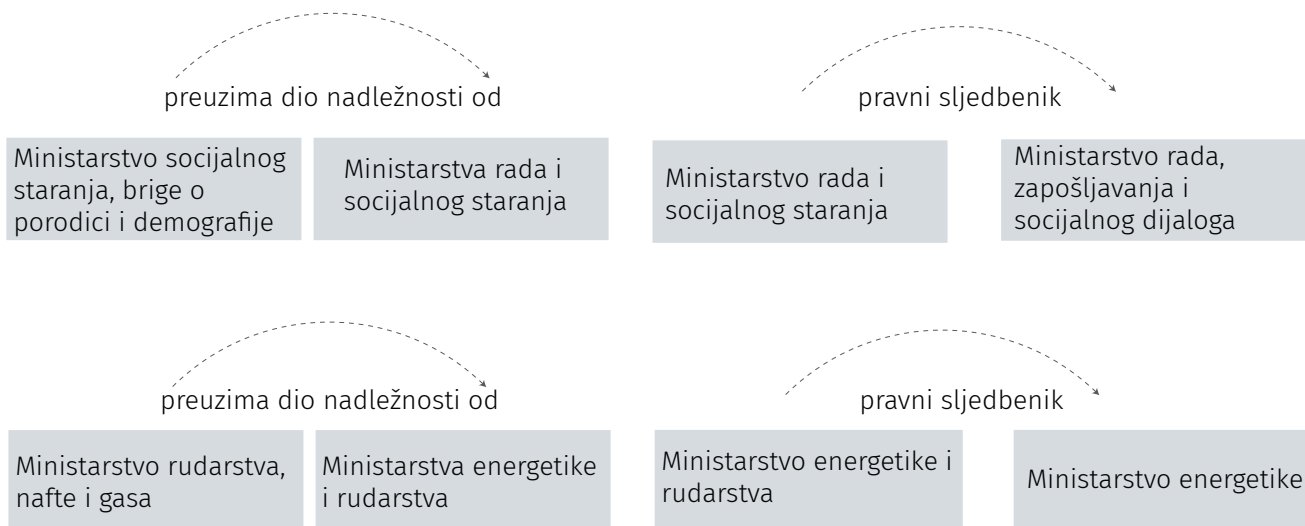 preuzima dio nadležnosti od
Ministarstvo socijalnog
staranja, brige o
porodici i demografije
Ministarstva rada i
socijalnog staranja
pravni sljedbenik
Ministarstvo rada i
socijalnog staranja
Ministarstvo rada,
zapošljavanja i
socijalnog dijaloga
preuzima dio nadležnosti od
Ministarstvo rudarstva,
nafte i gasa
Ministarstva energetike
i rudarstva
pravni sljedbenik
Ministarstvo energetike i
rudarstva
Ministarstvo energetike